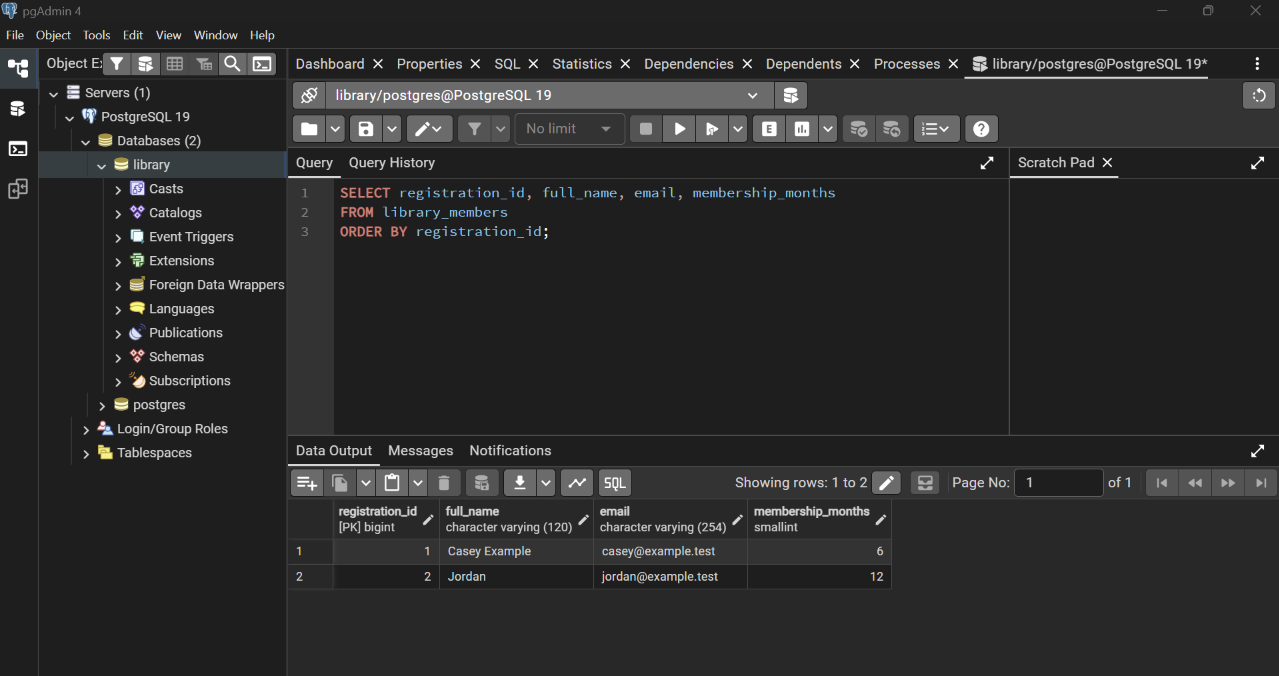 pgAdmin 4
File Object Tools Edit View Window Help
Object E
Dashboard Properties SQL Statistics Dependencies Dependents Processes library/postgres@PostgreSQL 19*
Servers (1)
PostgreSQL 19
Databases (2)
library
Casts
Catalogs
Event Triggers
Extensions
Foreign Data Wrappers
Languages
Publications
Schemas
Subscriptions
postgres
Login/Group Roles
Tablespaces
library/postgres@PostgreSQL 19
No limit
E
Query Query History
Scratch Pad
1 SELECT registration_id, full_name, email, membership_months
2 FROM library_members
3 ORDER BY registration_id;
Data Output Messages Notifications
SQL Showing rows: 1 to 2 Page No: 1 of 1
registration_id full_name email membership_months
[PK] bigint character varying (120) character varying (254) smallint
1 1 Casey Example casey@example.test 6
2 2 Jordan jordan@example.test 12